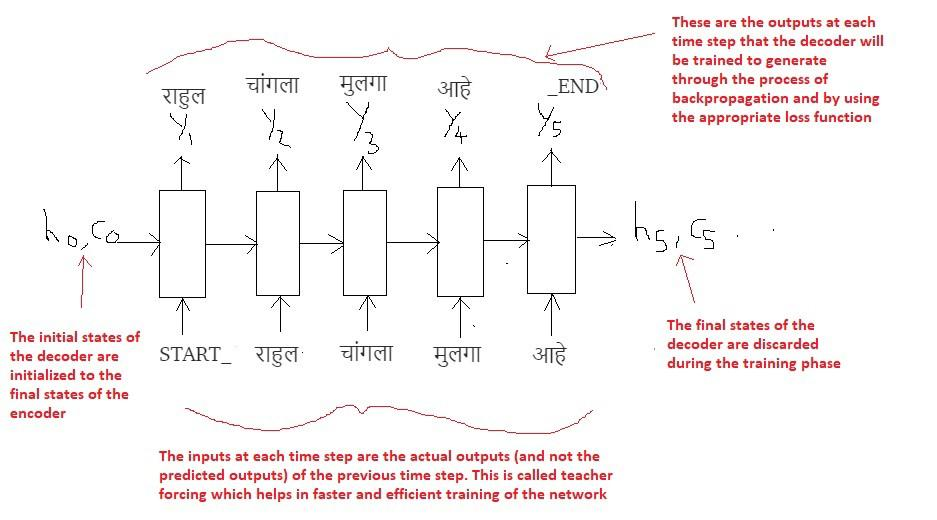 These are the outputs at each
time step that the decoder will
be trained to generate
through the process of
backpropagation and by using
the appropriate loss function
राहुल चांगला मुलगा आहे _END
Y1 Y2 Y3 Y4 Y5
h0,c0
h5,c5 . .
The initial states of
the decoder are
initialized to the
final states of the
encoder
The final states of the
decoder are discarded
during the training phase
START_ राहुल चांगला मुलगा आहे
The inputs at each time step are the actual outputs (and not the
predicted outputs) of the previous time step. This is called teacher
forcing which helps in faster and efficient training of the network